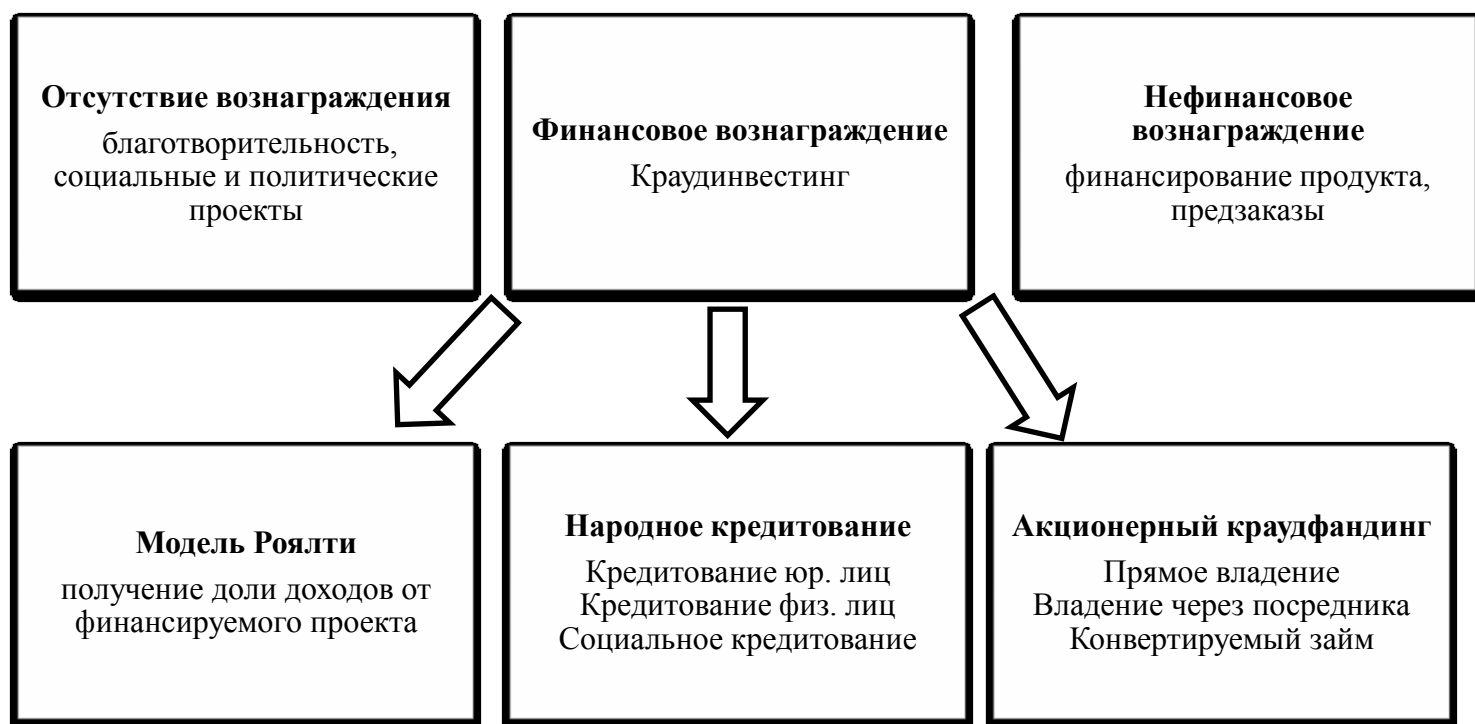 Отсутствие вознаграждения
благотворительность,
социальные и политические
проекты
Финансовое вознаграждение
Краудинвестинг
Нефинансовое
вознаграждение
финансирование продукта,
предзаказы
Модель Роялти
получение доли доходов от
финансируемого проекта
Народное кредитование
Кредитование юр. лиц
Кредитование физ. лиц
Социальное кредитование
Акционерный краудфандинг
Прямое владение
Владение через посредника
Конвертируемый займ